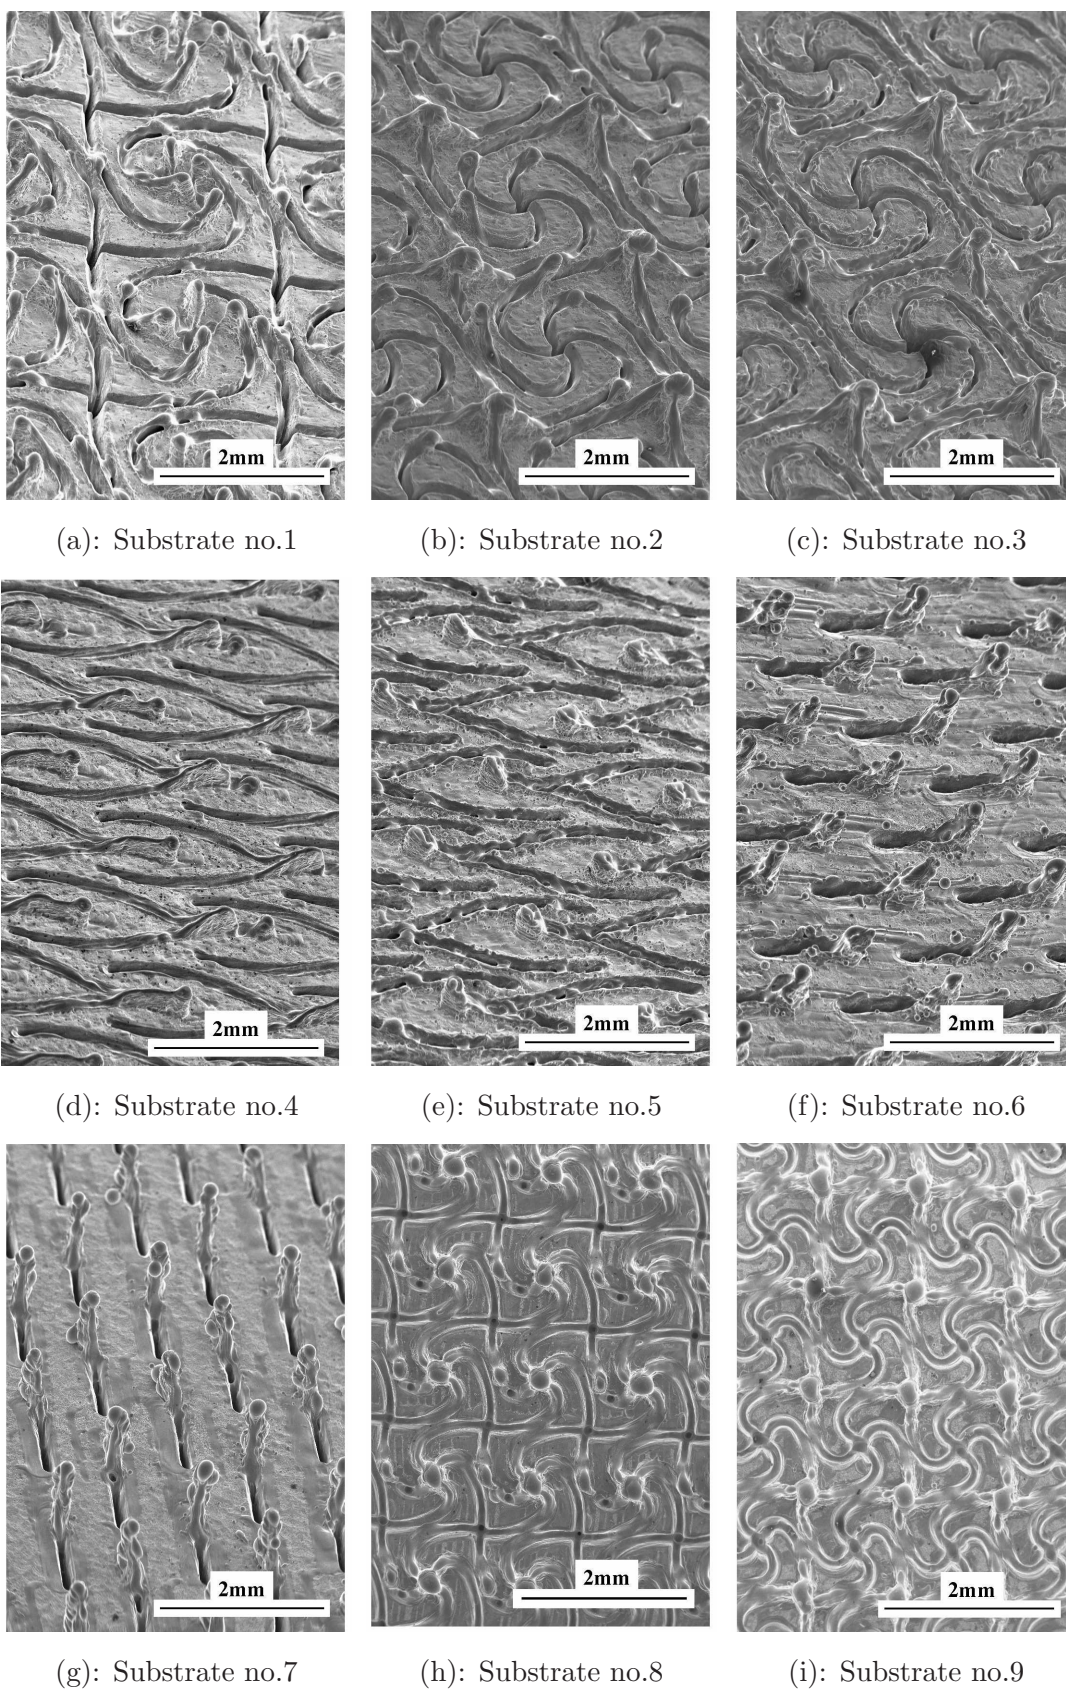 2mm 2mm 2mm
(a): Substrate no.1 (b): Substrate no.2 (c): Substrate no.3
2mm 2mm 2mm
(d): Substrate no.4 (e): Substrate no.5 (f): Substrate no.6
2mm 2mm 2mm
(g): Substrate no.7 (h): Substrate no.8 (i): Substrate no.9